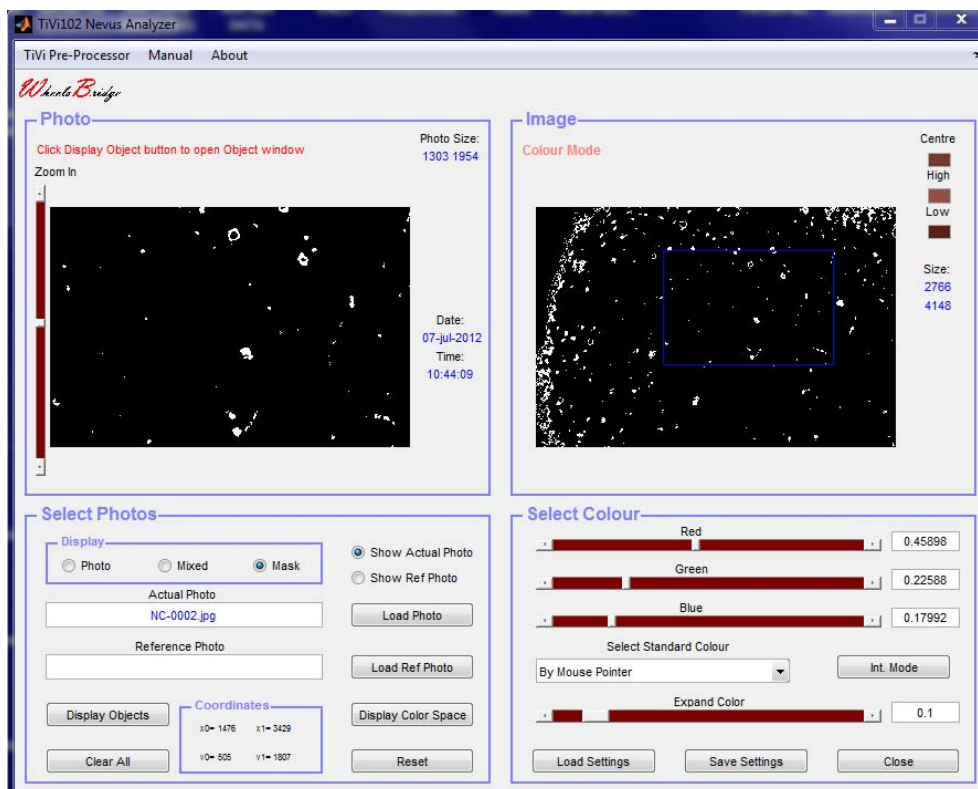 TiVi102 Nevus Analyzer
TiVi Pre-Processor Manual About
WheelsBridge
Photo
Click Display Object button to open Object window
Photo Size:
1303 1954
Zoom In
Date:
07-jul-2012
Time:
10:44:09
Image
Colour Mode
Centre
High
Low
Size:
2766
4148
Select Photos
Display
Photo Mixed Mask
Show Actual Photo
Show Ref Photo
Actual Photo
NC-0002.jpg
Load Photo
Reference Photo
Load Ref Photo
Display Objects
Coordinates
x0= 1476 x1= 3429
y0= 505 y1= 1807
Display Color Space
Clear All
Reset
Select Colour
Red
0.45898
Green
0.22588
Blue
0.17992
Select Standard Colour
By Mouse Pointer
Int. Mode
Expand Color
0.1
Load Settings Save Settings Close